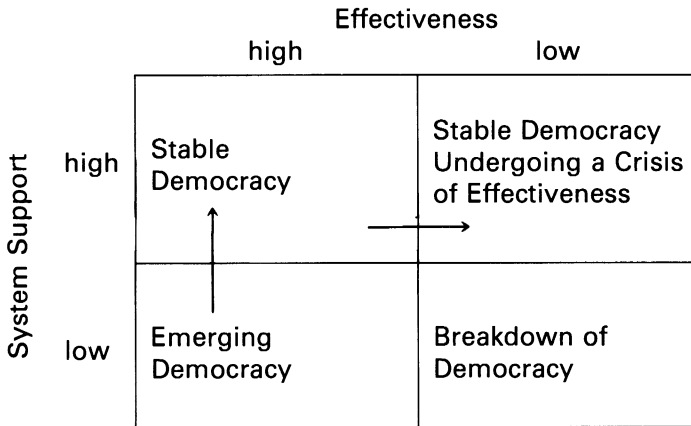 Effectiveness
high low
System Support
high
Stable
Democracy
Stable Democracy
Undergoing a Crisis
of Effectiveness
low
Emerging
Democracy
Breakdown of
Democracy